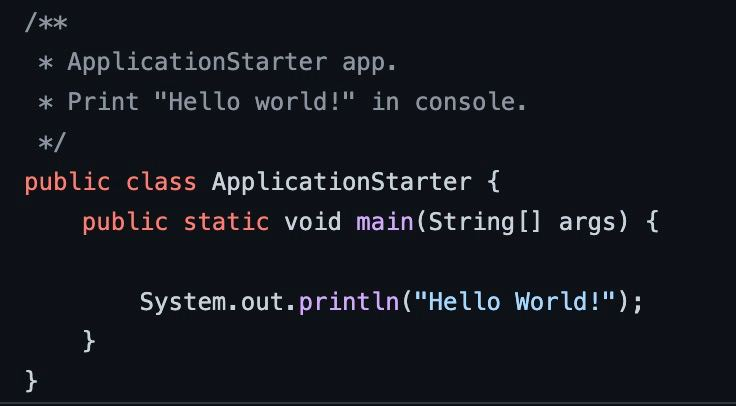 /**
 * ApplicationStarter app.
 * Print "Hello world!" in console.
 */
public class ApplicationStarter {
    public static void main(String[] args) {

        System.out.println("Hello World!");
    }
}